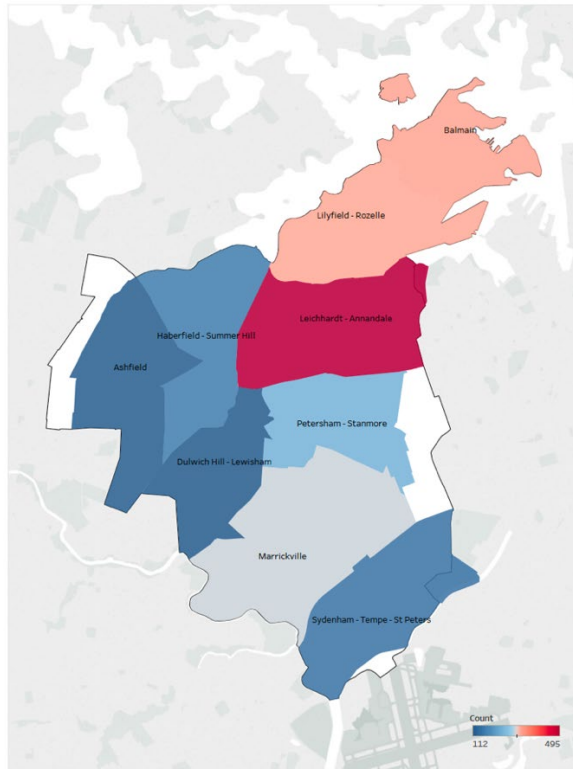 Balmain
Lilyfield - Rozelle
Leichhardt - Annandale
Haberfield - Summer Hill
Ashfield
Petersham - Stanmore
Dulwich Hill - Lewisham
Marrickville
Sydenham - Tempe - St Peters
Count
112 495